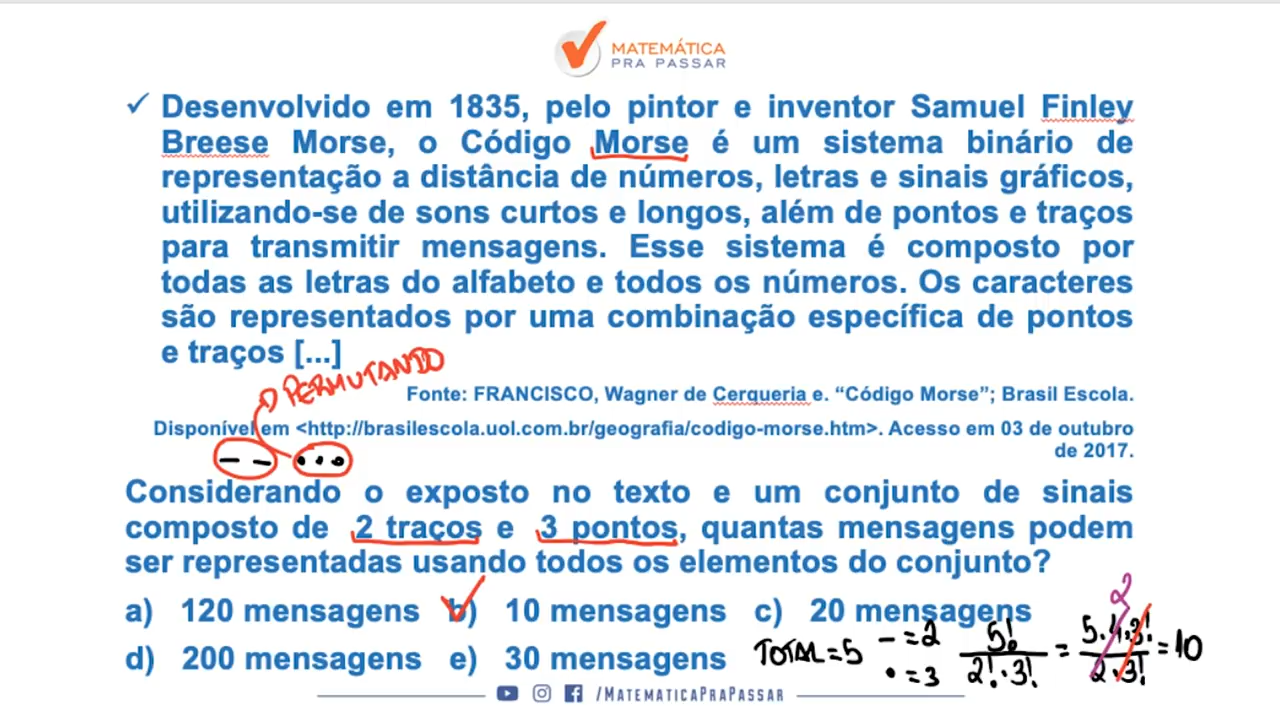 MATEMÁTICA
PRA PASSAR
✓ Desenvolvido em 1835, pelo pintor e inventor Samuel Finley
Breese Morse, o Código Morse é um sistema binário de
representação a distância de números, letras e sinais gráficos,
utilizando-se de sons curtos e longos, além de pontos e traços
para transmitir mensagens. Esse sistema é composto por
todas as letras do alfabeto e todos os números. Os caracteres
são representados por uma combinação específica de pontos
e traços [...]
PERMUTANDO
Fonte: FRANCISCO, Wagner de Cerqueria e. “Código Morse”; Brasil Escola.
Disponível em <http://brasilescola.uol.com.br/geografia/codigo-morse.htm>. Acesso em 03 de outubro
de 2017.
– – •••
Considerando o exposto no texto e um conjunto de sinais
composto de 2 traços e 3 pontos, quantas mensagens podem
ser representadas usando todos os elementos do conjunto?
a) 120 mensagens b) 10 mensagens c) 20 mensagens
d) 200 mensagens e) 30 mensagens
TOTAL = 5
– = 2
• = 3
5! / 2! · 3! = 5 · 4 · 3! / 2 · 3! = 10
2
/MATEMATICAPRAPASSAR